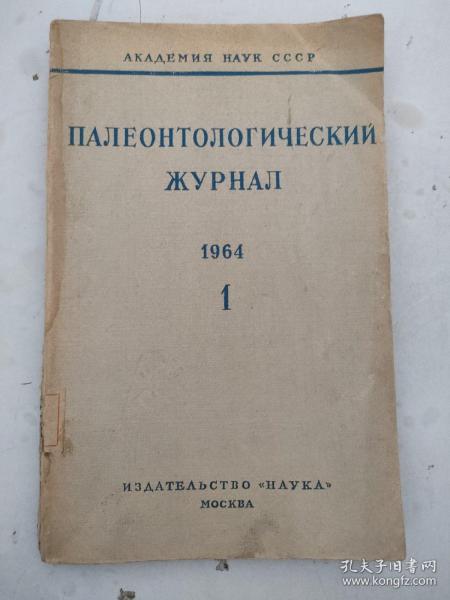 АКАДЕМИЯ НАУК СССР
ПАЛЕОНТОЛОГИЧЕСКИЙ
ЖУРНАЛ
1964
1
ИЗДАТЕЛЬСТВО «НАУКА»
МОСКВА
孔夫子旧书网
www.kongfz.com